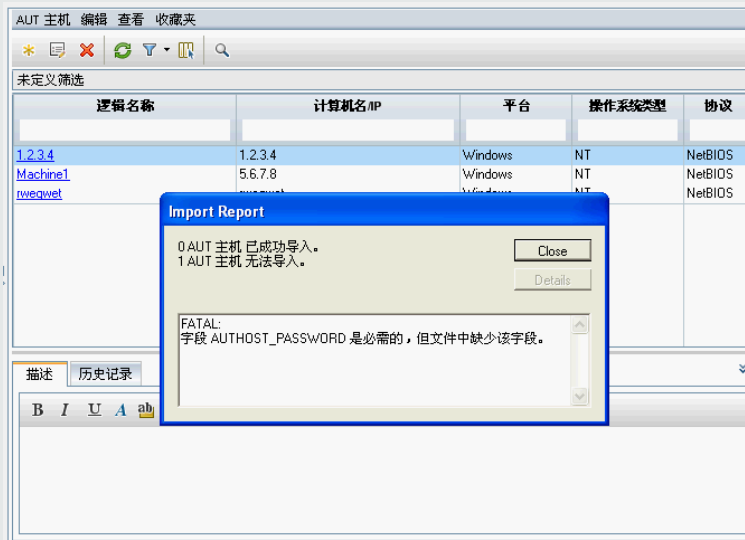 AUT 主机 编辑 查看 收藏夹
未定义筛选
逻辑名称 计算机名/IP 平台 操作系统类型 协议
1.2.3.4 1.2.3.4 Windows NT NetBIOS
Machine1 5.6.7.8 Windows NT NetBIOS
rwegwet rwegwet Windows NT NetBIOS
Import Report
0 AUT 主机 已成功导入。
1 AUT 主机 无法导入。
Close
Details
FATAL:
字段 AUTHOST_PASSWORD 是必需的，但文件中缺少该字段。
描述 历史记录
B I U A ab